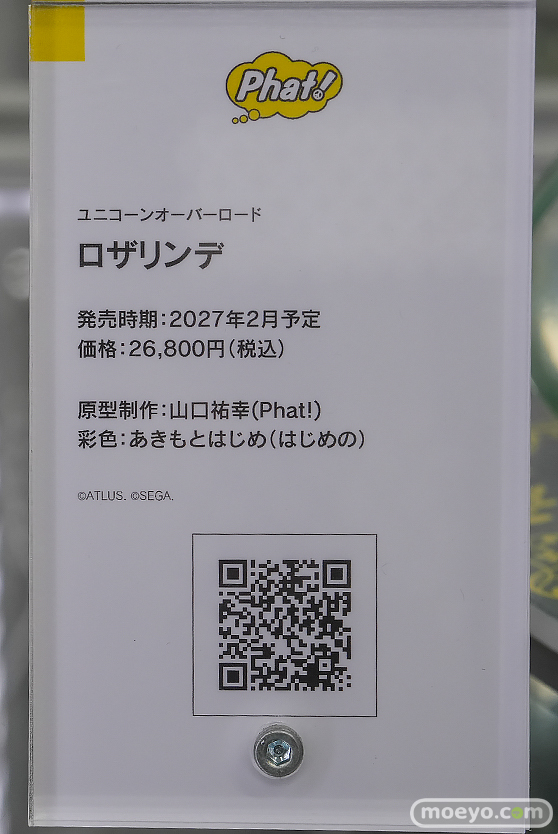 Phat!
ユニコーンオーバーロード
ロザリンデ
発売時期:2027年2月予定
価格:26,800円(税込)
原型制作:山口祐幸(Phat!)
彩色:あきもとはじめ(はじめの)
©ATLUS. ©SEGA.
moeyo.com